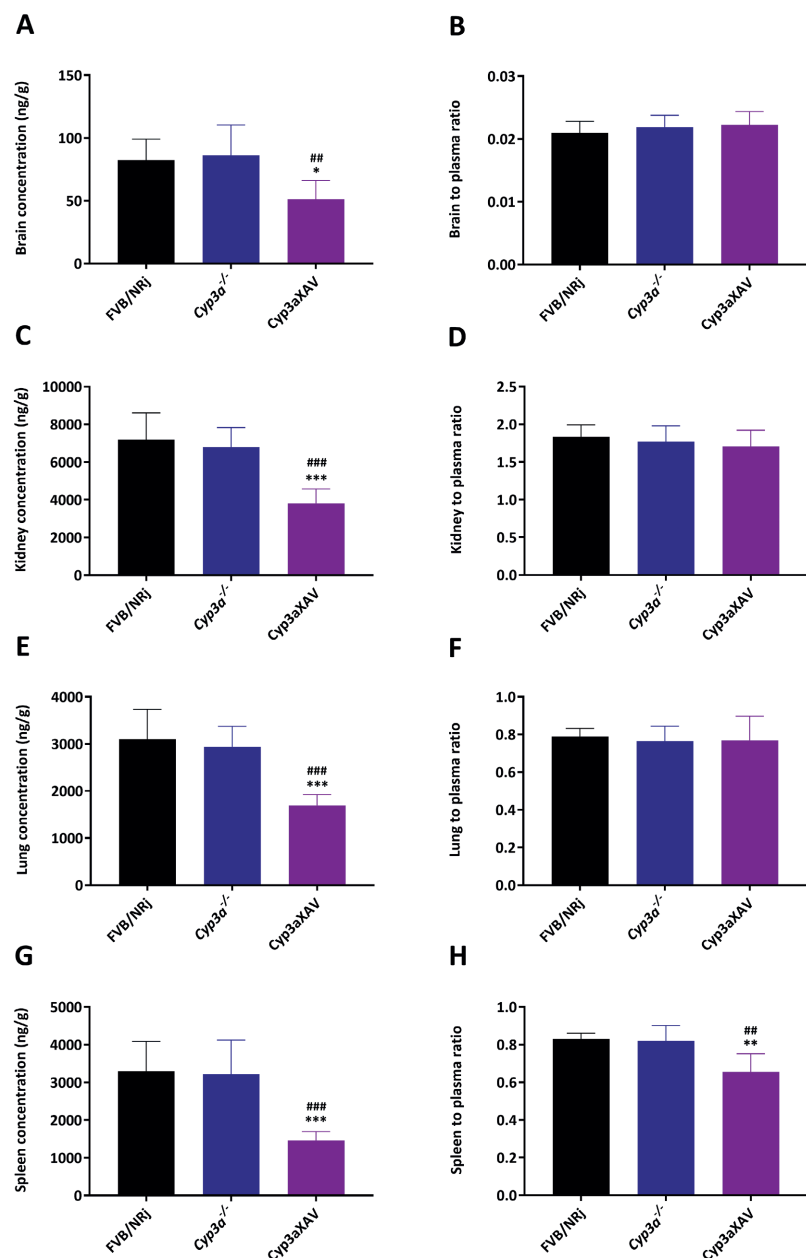 A
Brain concentration (ng/g)
150
100
50
0
##
*
FVB/NRj
Cyp3a-/-
Cyp3aXAV
B
Brain to plasma ratio
0.03
0.02
0.01
0.00
FVB/NRj
Cyp3a-/-
Cyp3aXAV
C
Kidney concentration (ng/g)
10000
8000
6000
4000
2000
0
###
***
FVB/NRj
Cyp3a-/-
Cyp3aXAV
D
Kidney to plasma ratio
2.5
2.0
1.5
1.0
0.5
0.0
FVB/NRj
Cyp3a-/-
Cyp3aXAV
E
Lung concentration (ng/g)
4000
3000
2000
1000
0
###
***
FVB/NRj
Cyp3a-/-
Cyp3aXAV
F
Lung to plasma ratio
1.0
0.8
0.6
0.4
0.2
0.0
FVB/NRj
Cyp3a-/-
Cyp3aXAV
G
Spleen concentration (ng/g)
5000
4000
3000
2000
1000
0
###
***
FVB/NRj
Cyp3a-/-
Cyp3aXAV
H
Spleen to plasma ratio
1.0
0.8
0.6
0.4
0.2
0.0
##
**
FVB/NRj
Cyp3a-/-
Cyp3aXAV